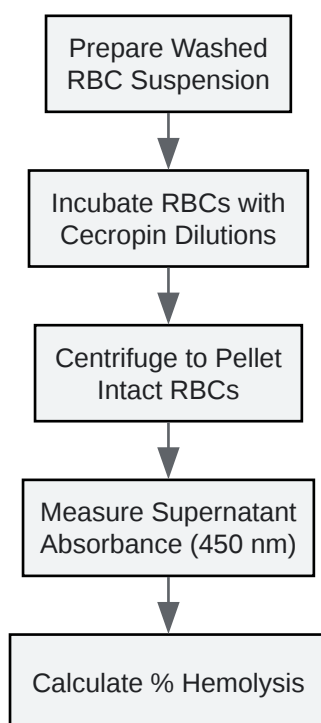 Prepare Washed
RBC Suspension
Incubate RBCs with
Cecropin Dilutions
Centrifuge to Pellet
Intact RBCs
Measure Supernatant
Absorbance (450 nm)
Calculate % Hemolysis